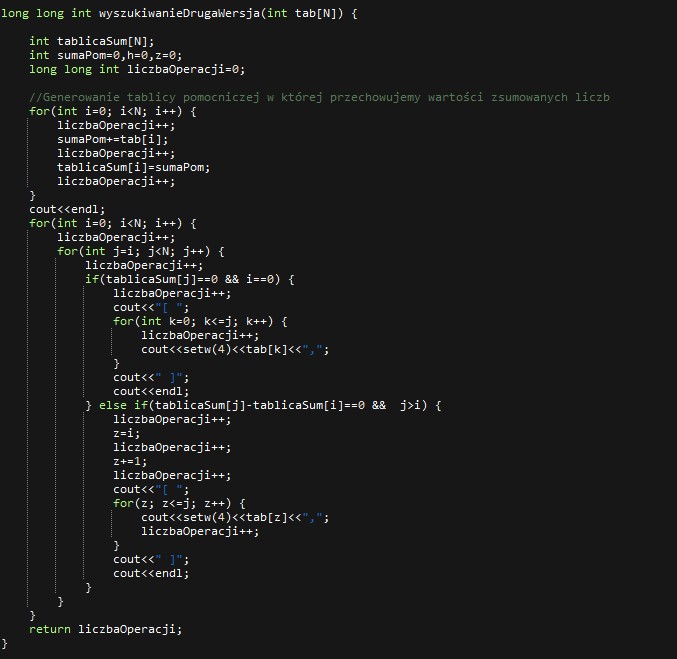 long long int wyszukiwanieDrugaWersja(int tab[N]) {
int tablicaSum[N];
int sumaPom=0,h=0,z=0;
long long int liczbaOperacji=0;
//Generowanie tablicy pomocniczej w której przechowujemy wartości zsumowanych liczb
for(int i=0; i<N; i++) {
liczbaOperacji++;
sumaPom+=tab[i];
liczbaOperacji++;
tablicaSum[i]=sumaPom;
liczbaOperacji++;
}
cout<<endl;
for(int i=0; i<N; i++) {
liczbaOperacji++;
for(int j=i; j<N; j++) {
liczbaOperacji++;
if(tablicaSum[j]==0 && i==0) {
liczbaOperacji++;
cout<<"[ ";
for(int k=0; k<=j; k++) {
liczbaOperacji++;
cout<<setw(4)<<tab[k]<<",";
}
cout<<" ]";
cout<<endl;
} else if(tablicaSum[j]-tablicaSum[i]==0 &&  j>i) {
liczbaOperacji++;
z=i;
liczbaOperacji++;
z+=1;
liczbaOperacji++;
cout<<"[ ";
for(z; z<=j; z++) {
cout<<setw(4)<<tab[z]<<",";
liczbaOperacji++;
}
cout<<" ]";
cout<<endl;
}
}
}
return liczbaOperacji;
}